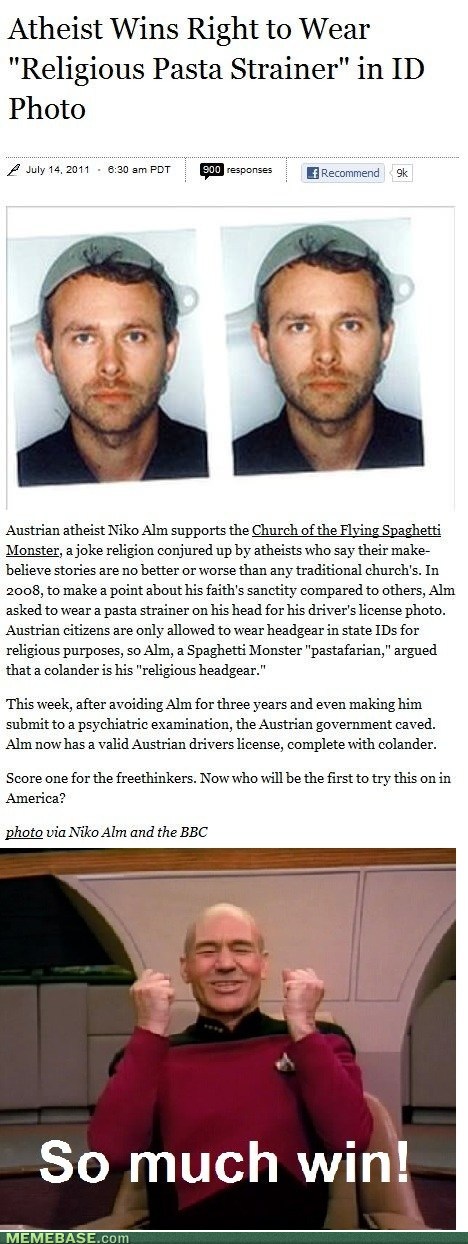 Atheist Wins Right to Wear
"Religious Pasta Strainer" in ID
Photo
July 14, 2011 - 6:30 am PDT 900 responses Recommend 9k
Austrian atheist Niko Alm supports the Church of the Flying Spaghetti
Monster, a joke religion conjured up by atheists who say their make-
believe stories are no better or worse than any traditional church's. In
2008, to make a point about his faith's sanctity compared to others, Alm
asked to wear a pasta strainer on his head for his driver's license photo.
Austrian citizens are only allowed to wear headgear in state IDs for
religious purposes, so Alm, a Spaghetti Monster "pastafarian," argued
that a colander is his "religious headgear."
This week, after avoiding Alm for three years and even making him
submit to a psychiatric examination, the Austrian government caved.
Alm now has a valid Austrian drivers license, complete with colander.
Score one for the freethinkers. Now who will be the first to try this on in
America?
photo via Niko Alm and the BBC
So much win!
MEMEBASE.com